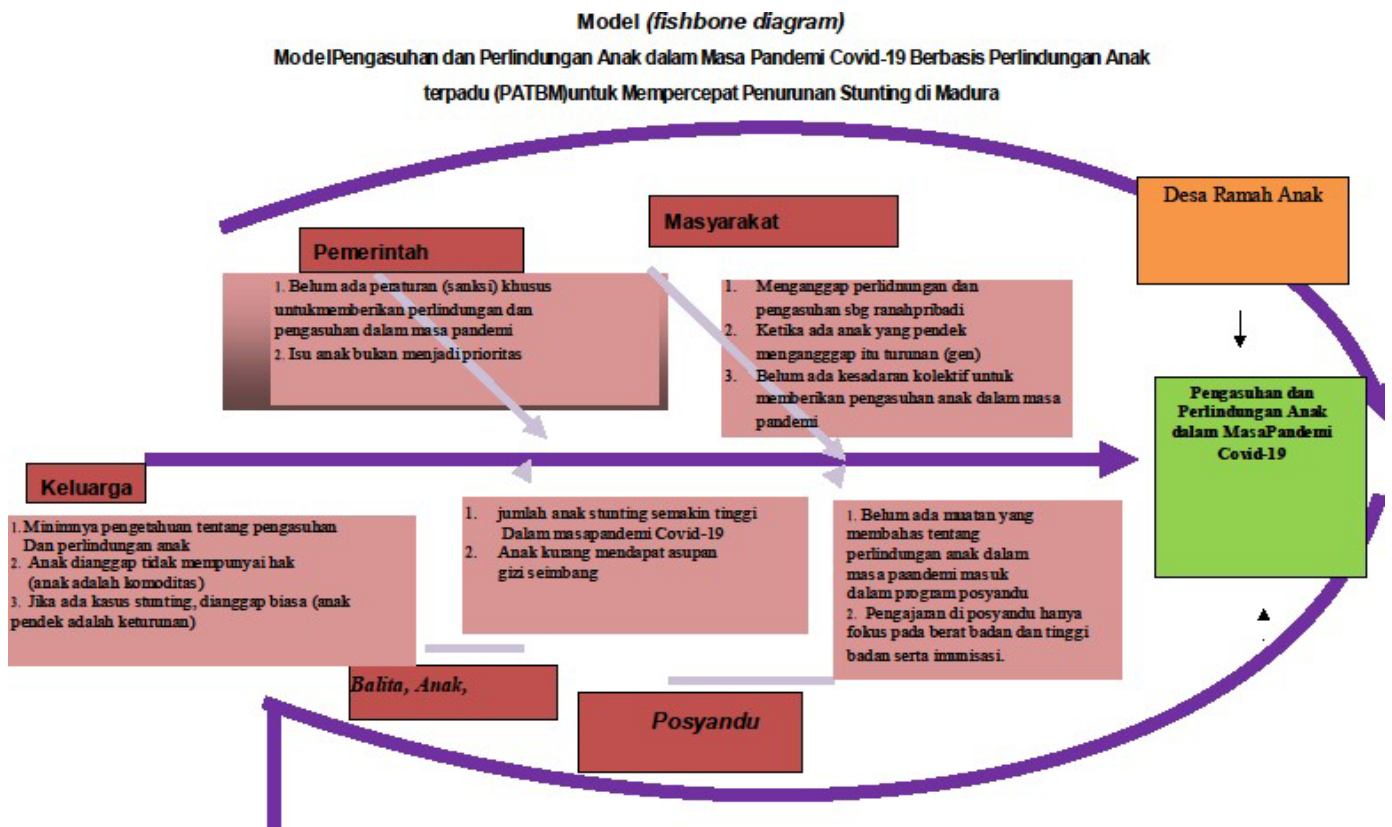 Model (fishbone diagram)
ModelPengasuhan dan Perlindungan Anak dalam Masa Pandemi Covid-19 Berbasis Perlindungan Anak
terpadu (PATBM)untuk Mempercepat Penurunan Stunting di Madura
Desa Ramah Anak
Masyarakat
Pemerintah
1. Belum ada peraturan (sanksi) khusus
untukmemberikan perlindungan dan
pengasuhan dalam masa pandemi
2. Isu anak bukan menjadi prioritas
1. Menganggap perlidnungan dan
pengasuhan sbg ranahpribadi
2. Ketika ada anak yang pendek
mengangggap itu turunan (gen)
3. Belum ada kesadaran kolektif untuk
memberikan pengasuhan anak dalam masa
pandemi
Pengasuhan dan
Perlindungan Anak
dalam MasaPandemi
Covid-19
Keluarga
1. Minimnya pengetahuan tentang pengasuhan
Dan perlindungan anak
2. Anak dianggap tidak mempunyai hak
(anak adalah komoditas)
3. Jika ada kasus stunting, dianggap biasa (anak
pendek adalah keturunan)
1. jumlah anak stunting semakin tinggi
Dalam masapandemi Covid-19
2. Anak kurang mendapat asupan
gizi seimbang
1. Belum ada muatan yang
membahas tentang
perlindungan anak dalam
masa paandemi masuk
dalam program posyandu
2. Pengajaran di posyandu hanya
fokus pada berat badan dan tinggi
badan serta immisasi.
Balita, Anak,
Posyandu